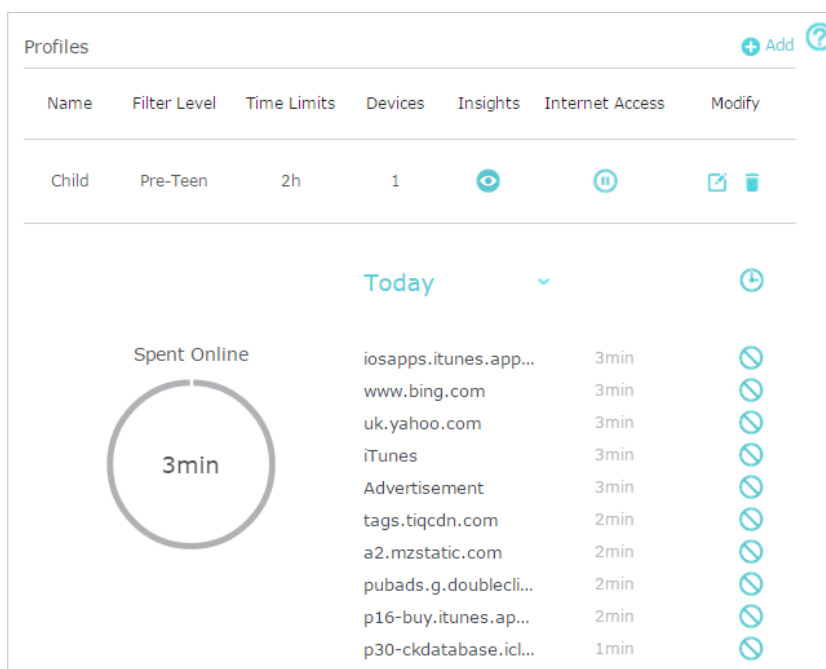 Profiles Add ?
Name Filter Level Time Limits Devices Insights Internet Access Modify
Child Pre-Teen 2h 1
Today
Spent Online
3min
iosapps.itunes.app... 3min
www.bing.com 3min
uk.yahoo.com 3min
iTunes 3min
Advertisement 3min
tags.tiqcdn.com 2min
a2.mzstatic.com 2min
pubads.g.doublecli... 2min
p16-buy.itunes.ap... 2min
p30-ckdatabase.icl... 1min